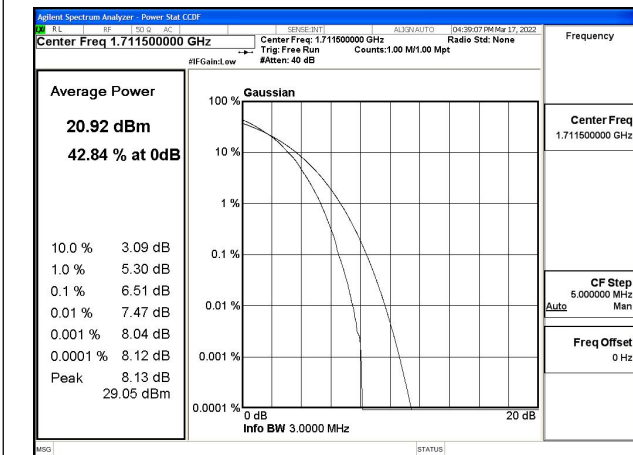 Agilent Spectrum Analyzer - Power Stat CCDF
RL RF 50 Ω AC SENSE:INT ALIGN AUTO 04:39:07 PM Mar 17, 2022
Center Freq 1.711500000 GHz
Center Freq: 1.711500000 GHz Radio Std: None
Trig: Free Run Counts:1.00 M/1.00 Mpt
#IFGain:Low #Atten: 40 dB
Frequency
Average Power
20.92 dBm
42.84 % at 0dB
10.0 % 3.09 dB
1.0 % 5.30 dB
0.1 % 6.51 dB
0.01 % 7.47 dB
0.001 % 8.04 dB
0.0001 % 8.12 dB
Peak 8.13 dB
29.05 dBm
Gaussian
100 %
10 %
1 %
0.1 %
0.01 %
0.001 %
0.0001 %
0 dB 20 dB
Info BW 3.0000 MHz
Center Freq
1.711500000 GHz
CF Step
5.000000 MHz
Auto Man
Freq Offset
0 Hz
MSG STATUS